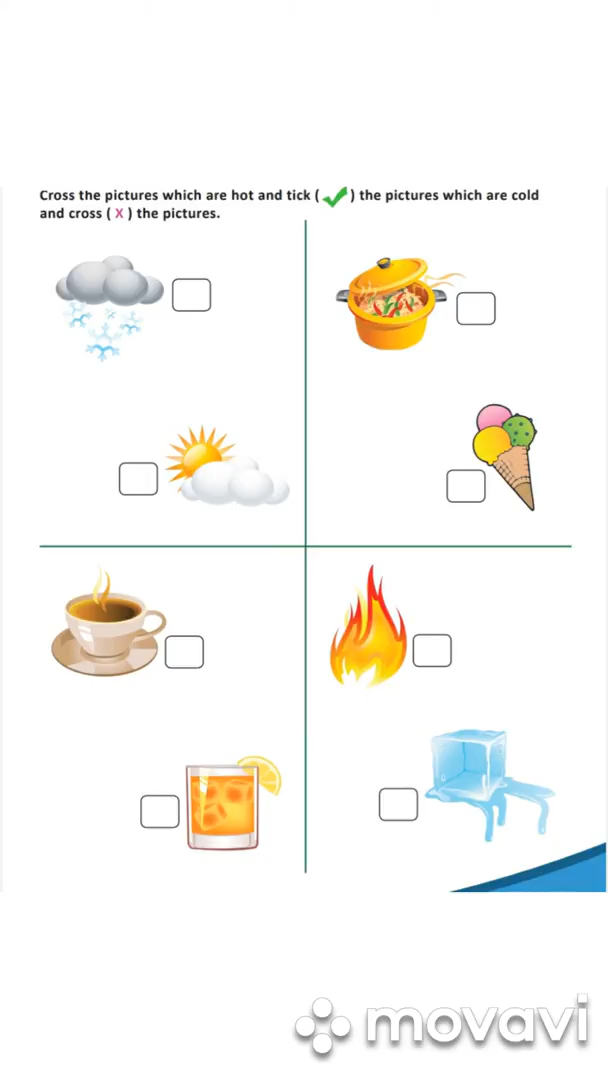 Cross the pictures which are hot and tick ( ✔ ) the pictures which are cold
and cross ( X ) the pictures.
movavi